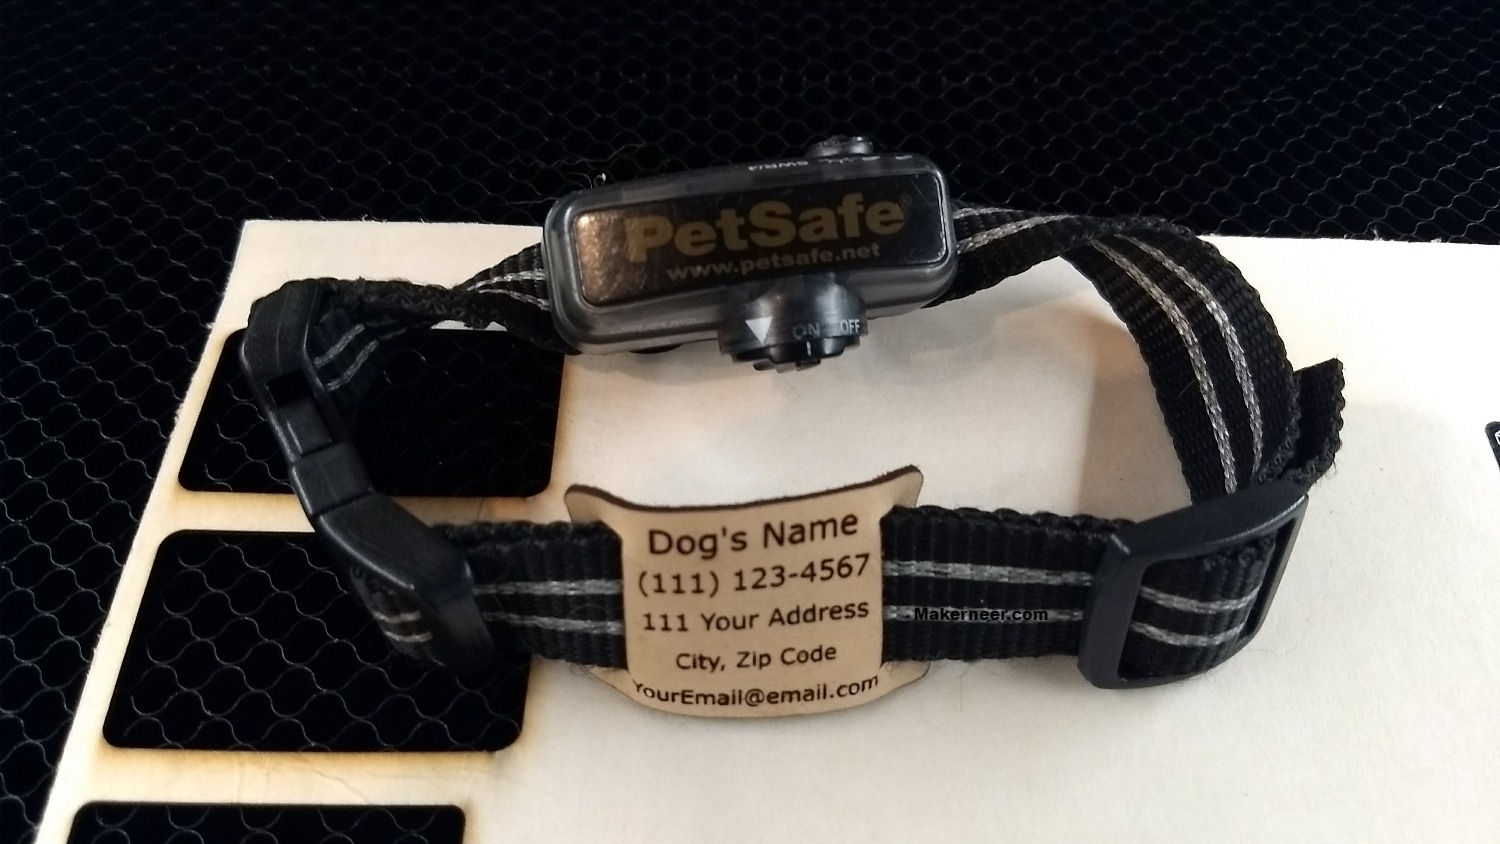 PetSafe®
www.petsafe.net
ON OFF
Dog's Name
(111) 123-4567
111 Your Address
City, Zip Code
YourEmail@email.com
Makerneer.com